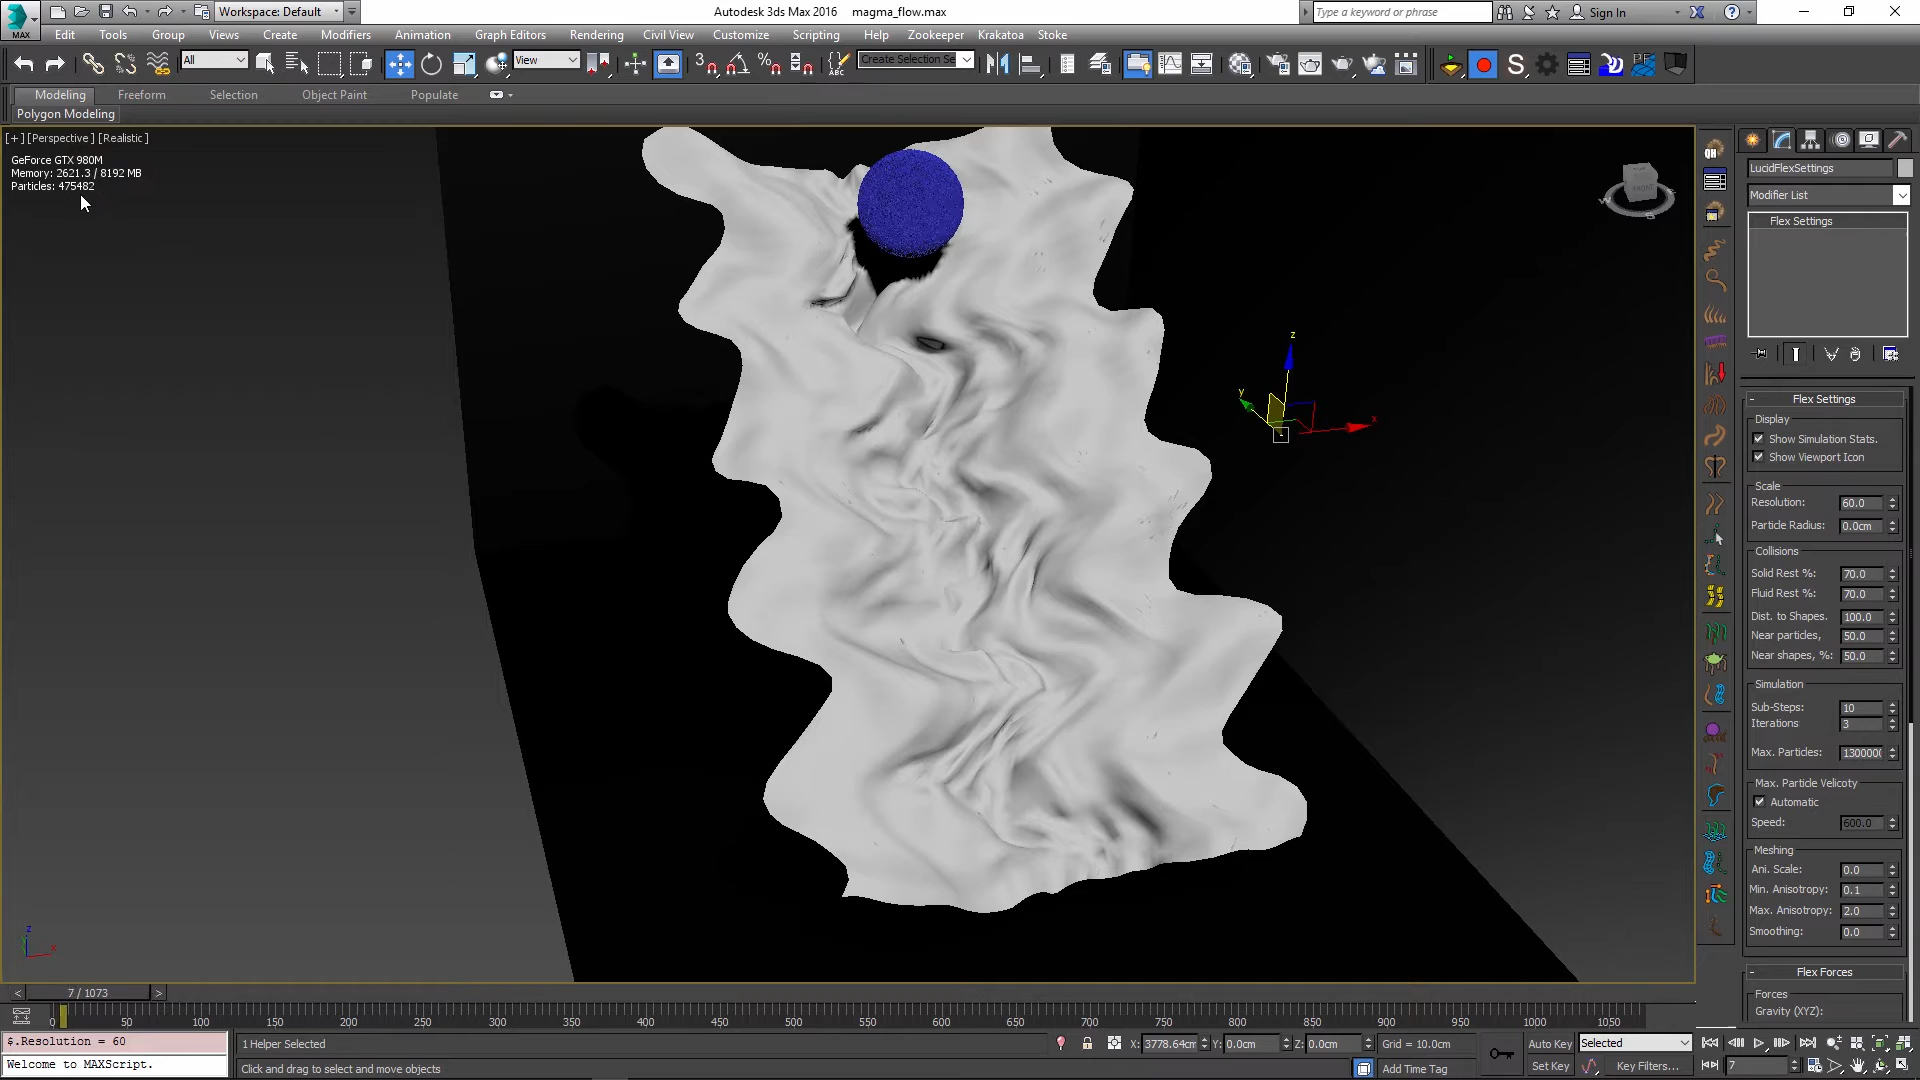 Workspace: Default
Autodesk 3ds Max 2016 magma_flow.max
Type a keyword or phrase
Sign In
MAX
Edit Tools Group Views Create Modifiers Animation Graph Editors Rendering Civil View Customize Scripting Help Zookeeper Krakatoa Stoke
All
View
Create Selection Se
Modeling Freeform Selection Object Paint Populate
Polygon Modeling
[+] [Perspective] [Realistic]
GeForce GTX 980M
Memory: 2621.3 / 8192 MB
Particles: 475482
LucidFlexSettings
Modifier List
Flex Settings
Flex Settings
Display
Show Simulation Stats.
Show Viewport Icon
Scale
Resolution: 60.0
Particle Radius: 0.0cm
Collisions
Solid Rest %: 70.0
Fluid Rest %: 70.0
Dist. to Shapes. 100.0
Near particles, 50.0
Near shapes, %: 50.0
Simulation
Sub-Steps: 10
Iterations 3
Max. Particles: 130000
Max. Particle Velicoty
Automatic
Speed: 600.0
Meshing
Ani. Scale: 0.0
Min. Anisotropy: 0.1
Max. Anisotropy: 2.0
Smoothing: 0.0
Flex Forces
Forces
Gravity (XYZ):
z
y
x
z
x
7 / 1073
0 50 100 150 200 250 300 350 400 450 500 550 600 650 700 750 800 850 900 950 1000 1050
$.Resolution = 60
Welcome to MAXScript.
1 Helper Selected
Click and drag to select and move objects
X: 3778.64cm Y: 0.0cm Z: 0.0cm
Grid = 10.0cm
Add Time Tag
Auto Key
Selected
Set Key
Key Filters...
7